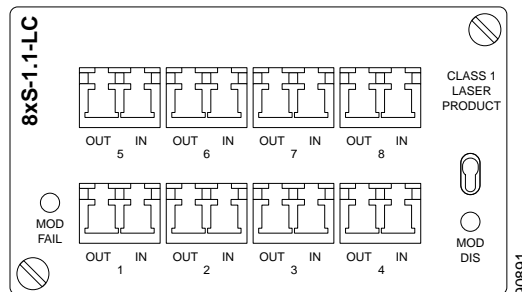 8xS-1.1-LC
CLASS 1
LASER
PRODUCT
OUT IN OUT IN OUT IN OUT IN
5 6 7 8
MOD
FAIL
MOD
DIS
OUT IN OUT IN OUT IN OUT IN
1 2 3 4
90891